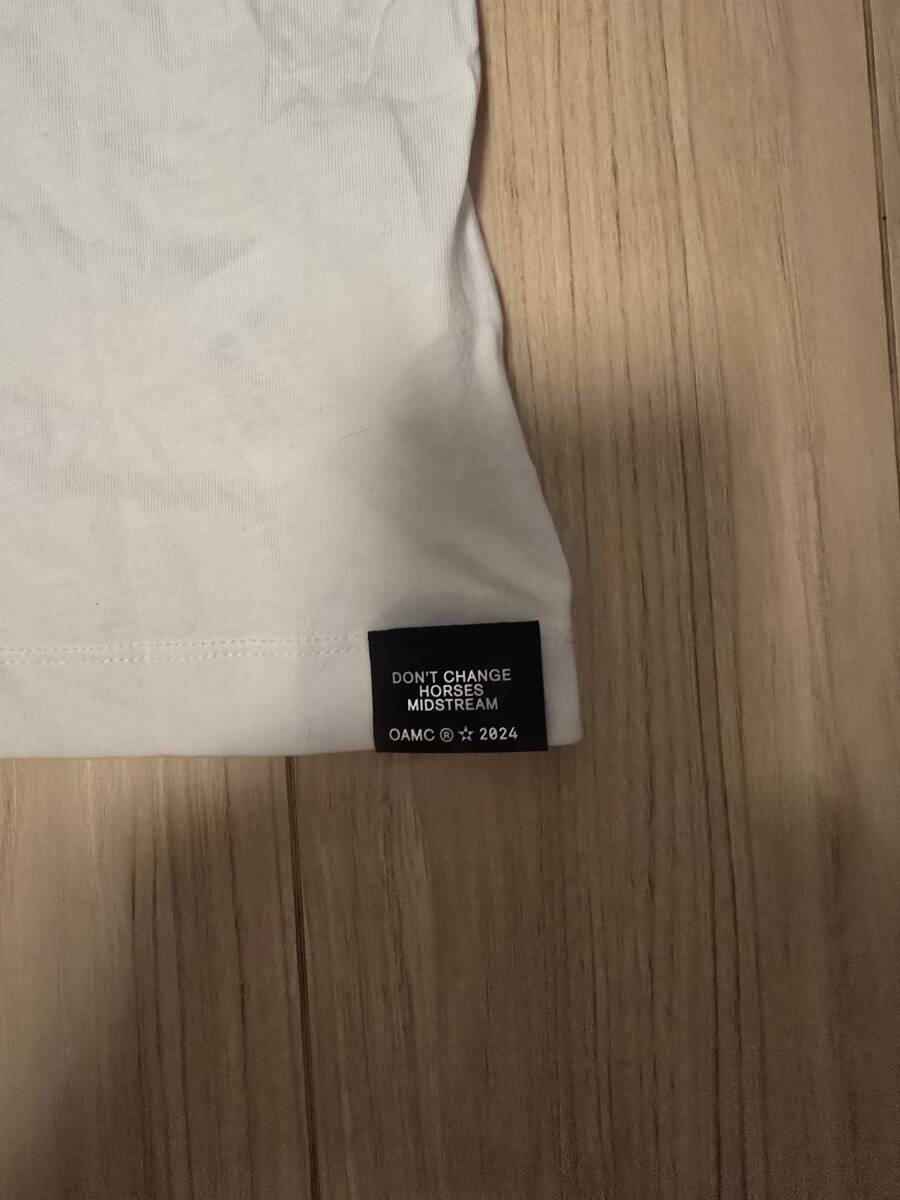 DON'T CHANGE
HORSES
MIDSTREAM
OAMC ® ☆ 2024